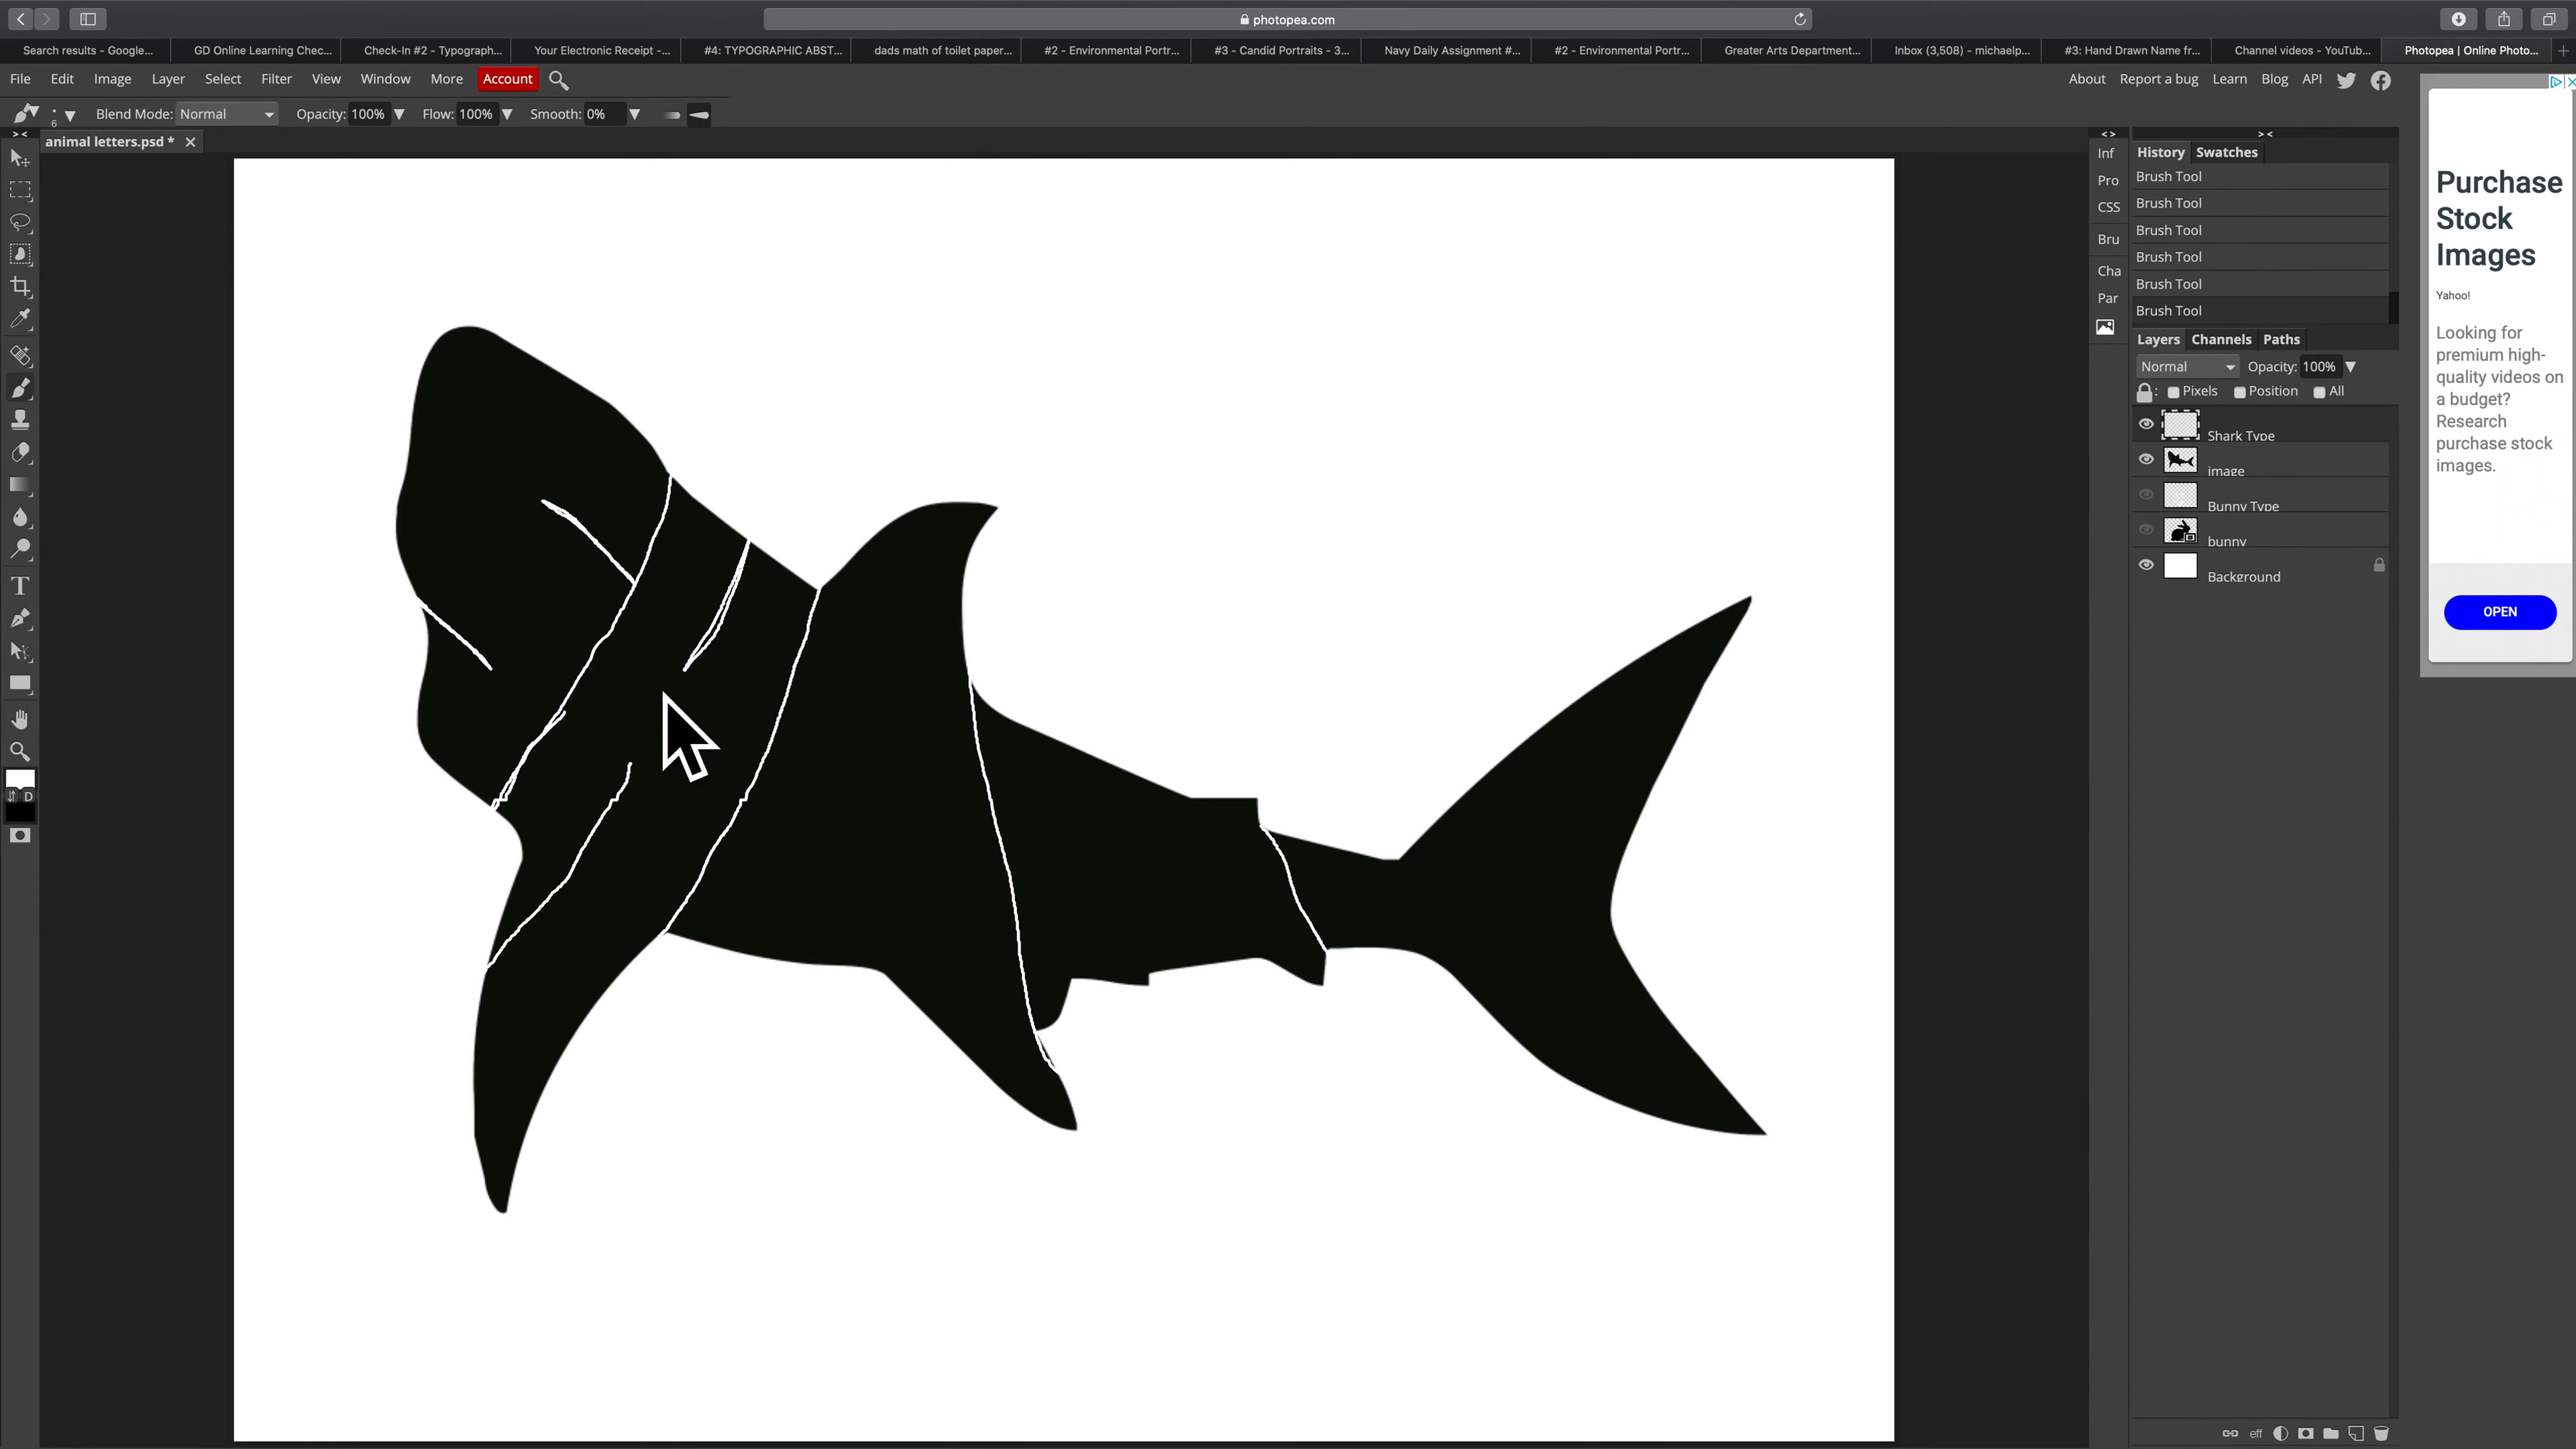 photopea.com
Search results - Google...
GD Online Learning Chec...
Check-In #2 - Typograph...
Your Electronic Receipt -...
#4: TYPOGRAPHIC ABST...
dads math of toilet paper...
#2 - Environmental Portr...
#3 - Candid Portraits - 3...
Navy Daily Assignment #...
#2 - Environmental Portr...
Greater Arts Department...
Inbox (3,508) - michaelp...
#3: Hand Drawn Name fr...
Channel videos - YouTub...
Photopea | Online Photo...
File Edit Image Layer Select Filter View Window More Account
About Report a bug Learn Blog API
6 Blend Mode: Normal Opacity: 100% Flow: 100% Smooth: 0%
animal letters.psd *
Inf
Pro
CSS
Bru
Cha
Par
History Swatches
Brush Tool
Brush Tool
Brush Tool
Brush Tool
Brush Tool
Brush Tool
Layers Channels Paths
Normal Opacity: 100%
Pixels Position All
Shark Type
image
Bunny Type
bunny
Background
eff
D
Purchase
Stock
Images
Yahoo!
Looking for
premium high-
quality videos on
a budget?
Research
purchase stock
images.
OPEN